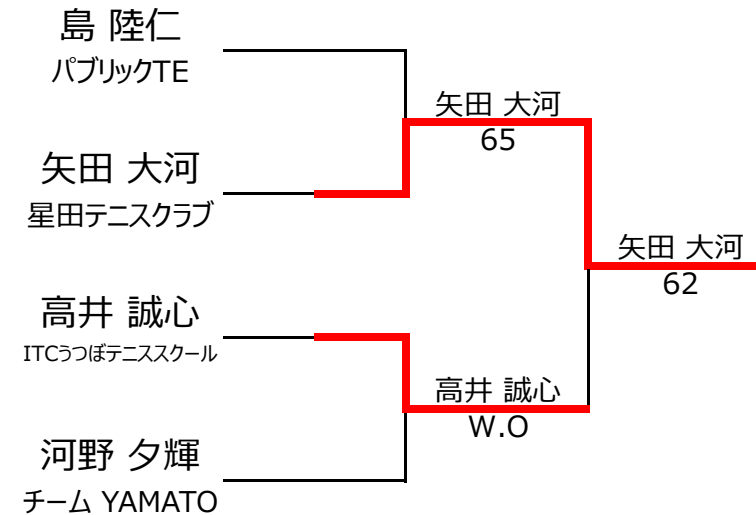 島 陸仁
パブリックTE
矢田 大河
65
矢田 大河
星田テニスクラブ
矢田 大河
62
高井 誠心
ITCうつぼテニススクール
高井 誠心
W.O
河野 夕輝
チーム YAMATO